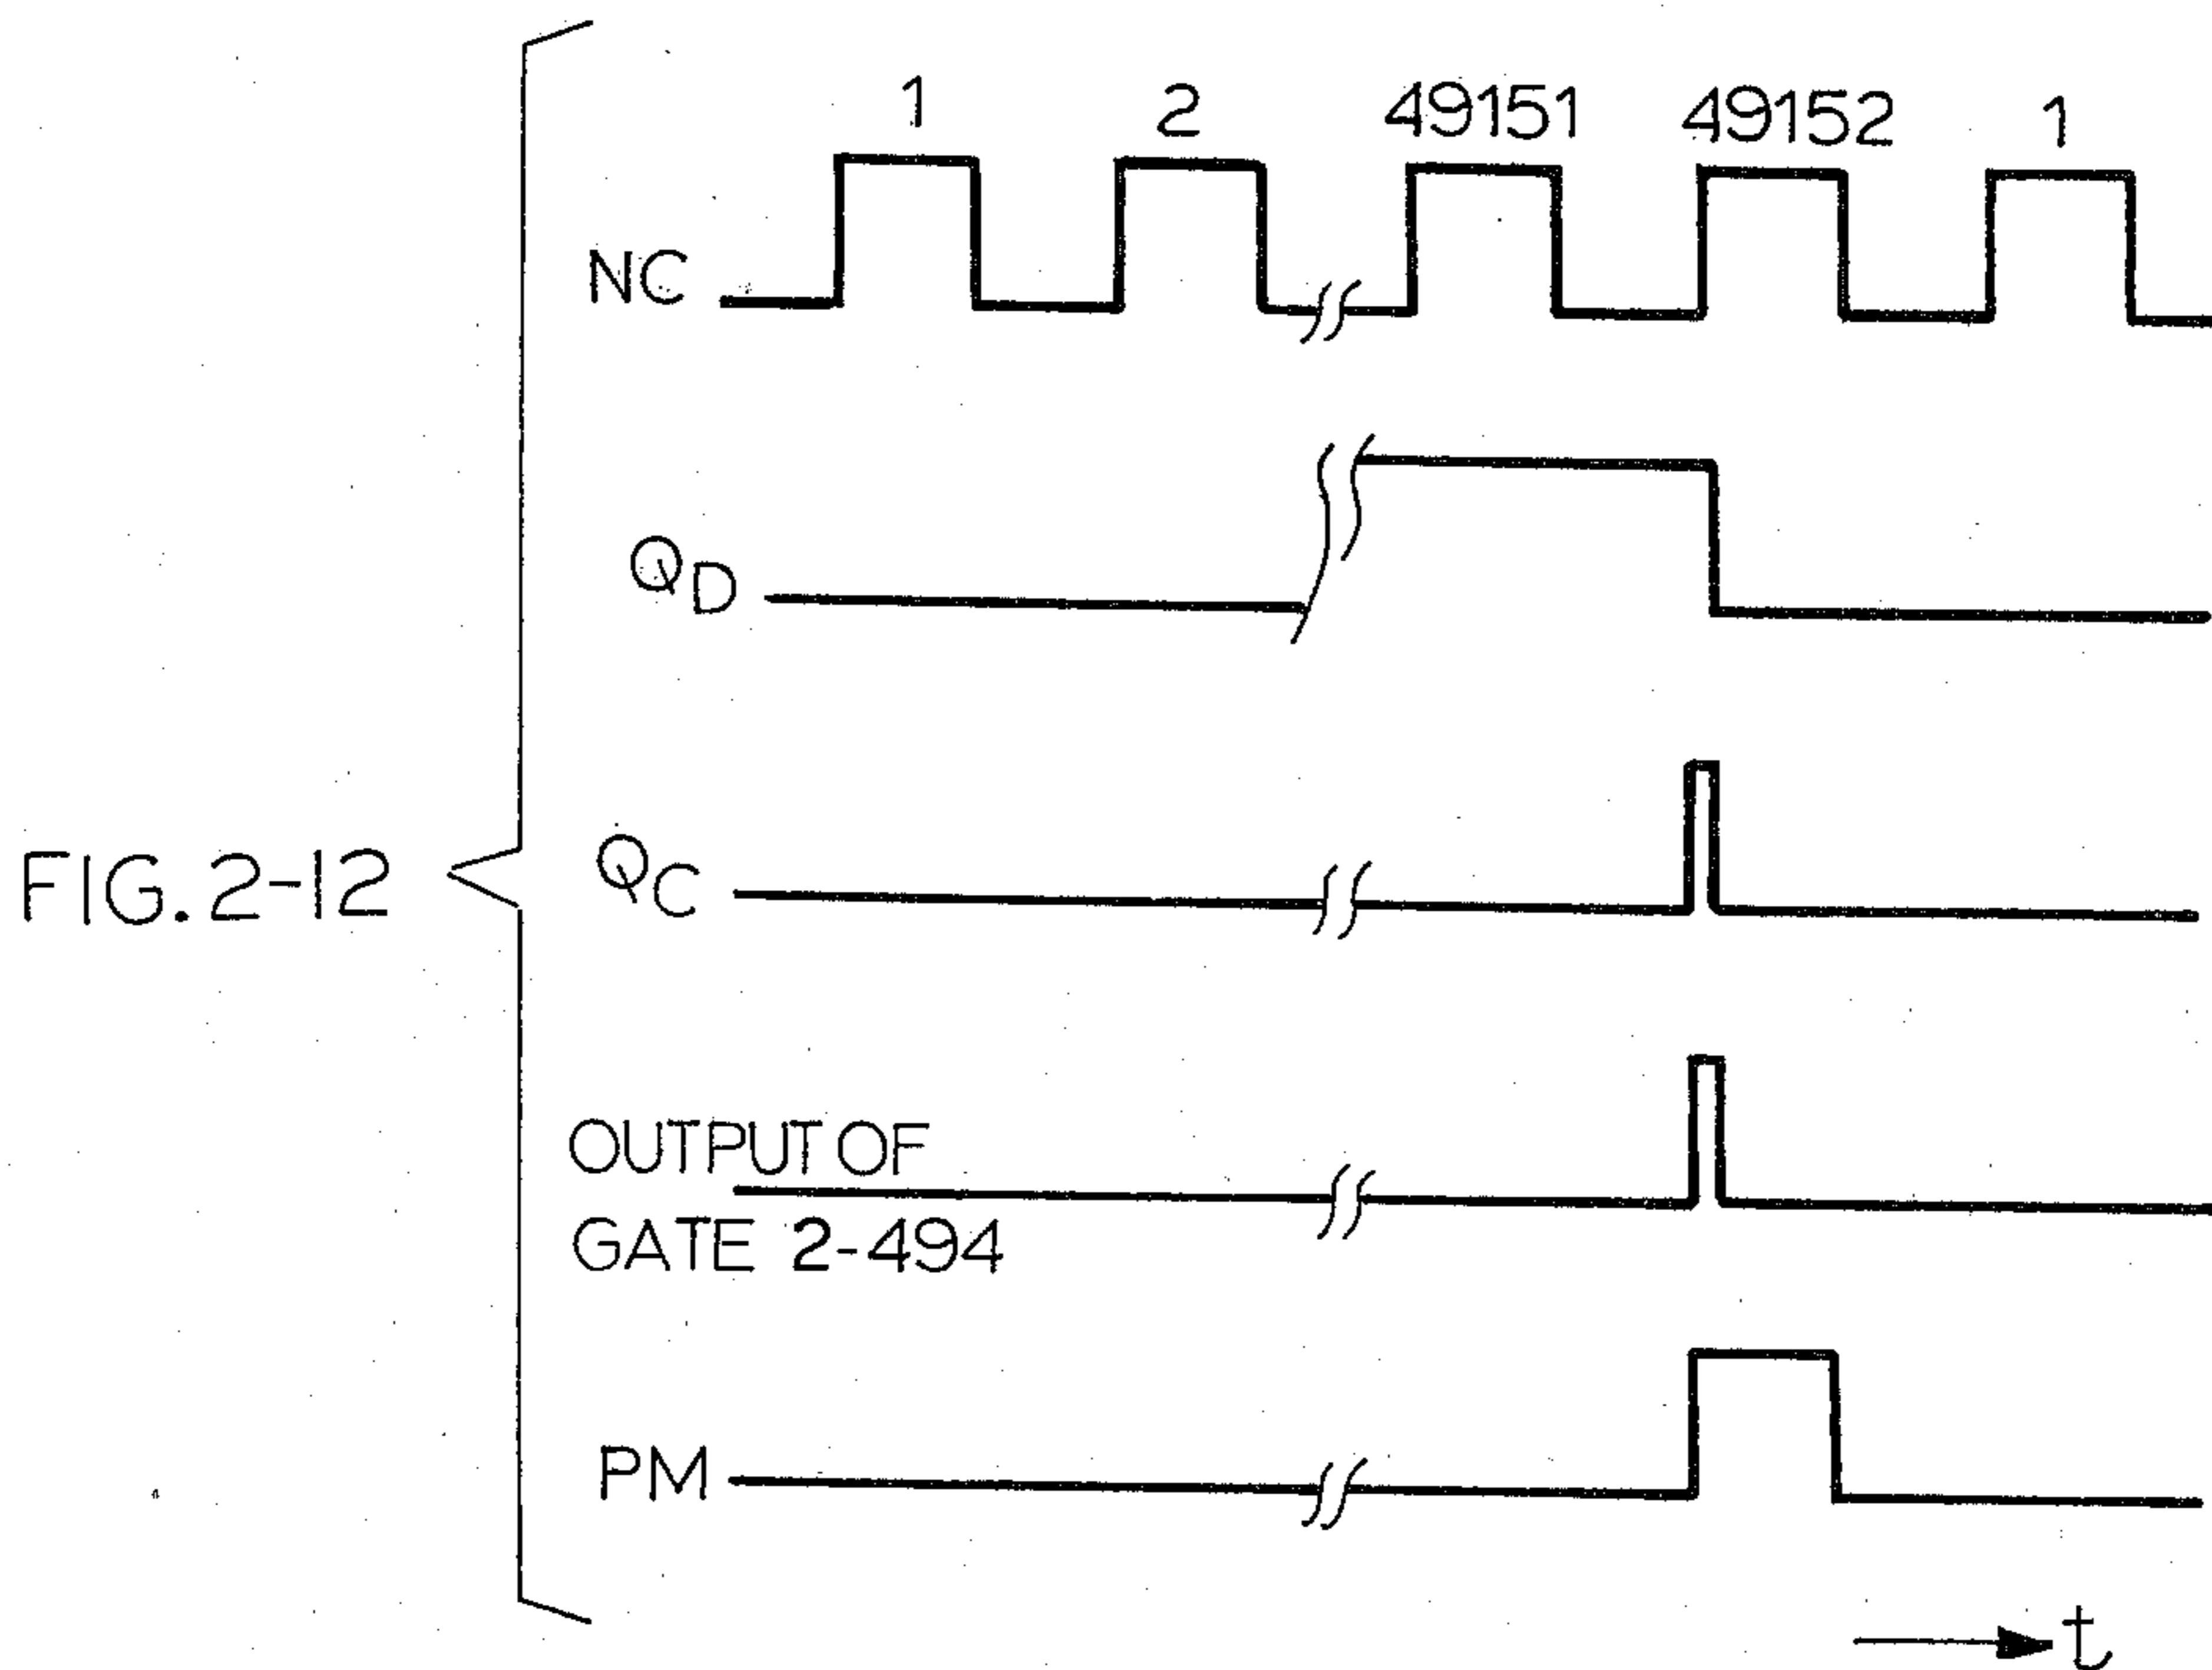 1 2 49151 49152 1
NC
QD
FIG. 2-12
QC
OUTPUT OF
GATE 2-494
PM
t